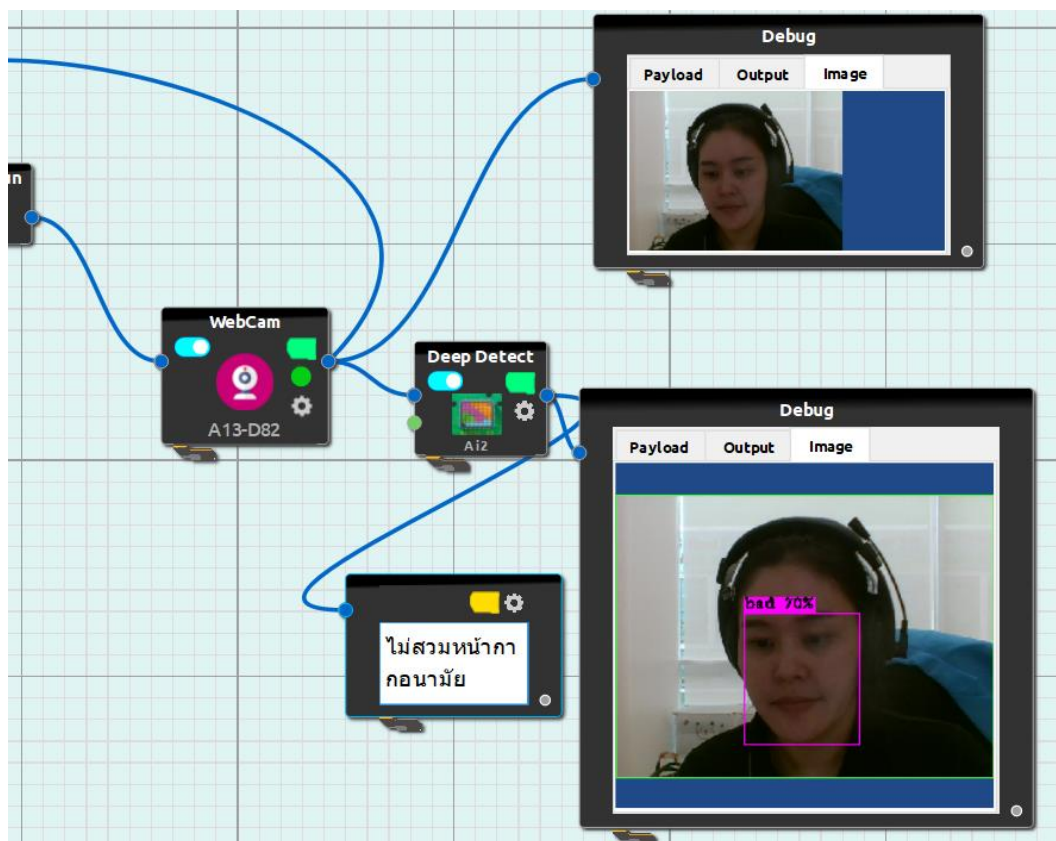 Debug
Payload Output Image
un
WebCam
A13-D82
Deep Detect
Ai2
Debug
Payload Output Image
bad 70%
ไม่สวมหน้ากา
กอนามัย